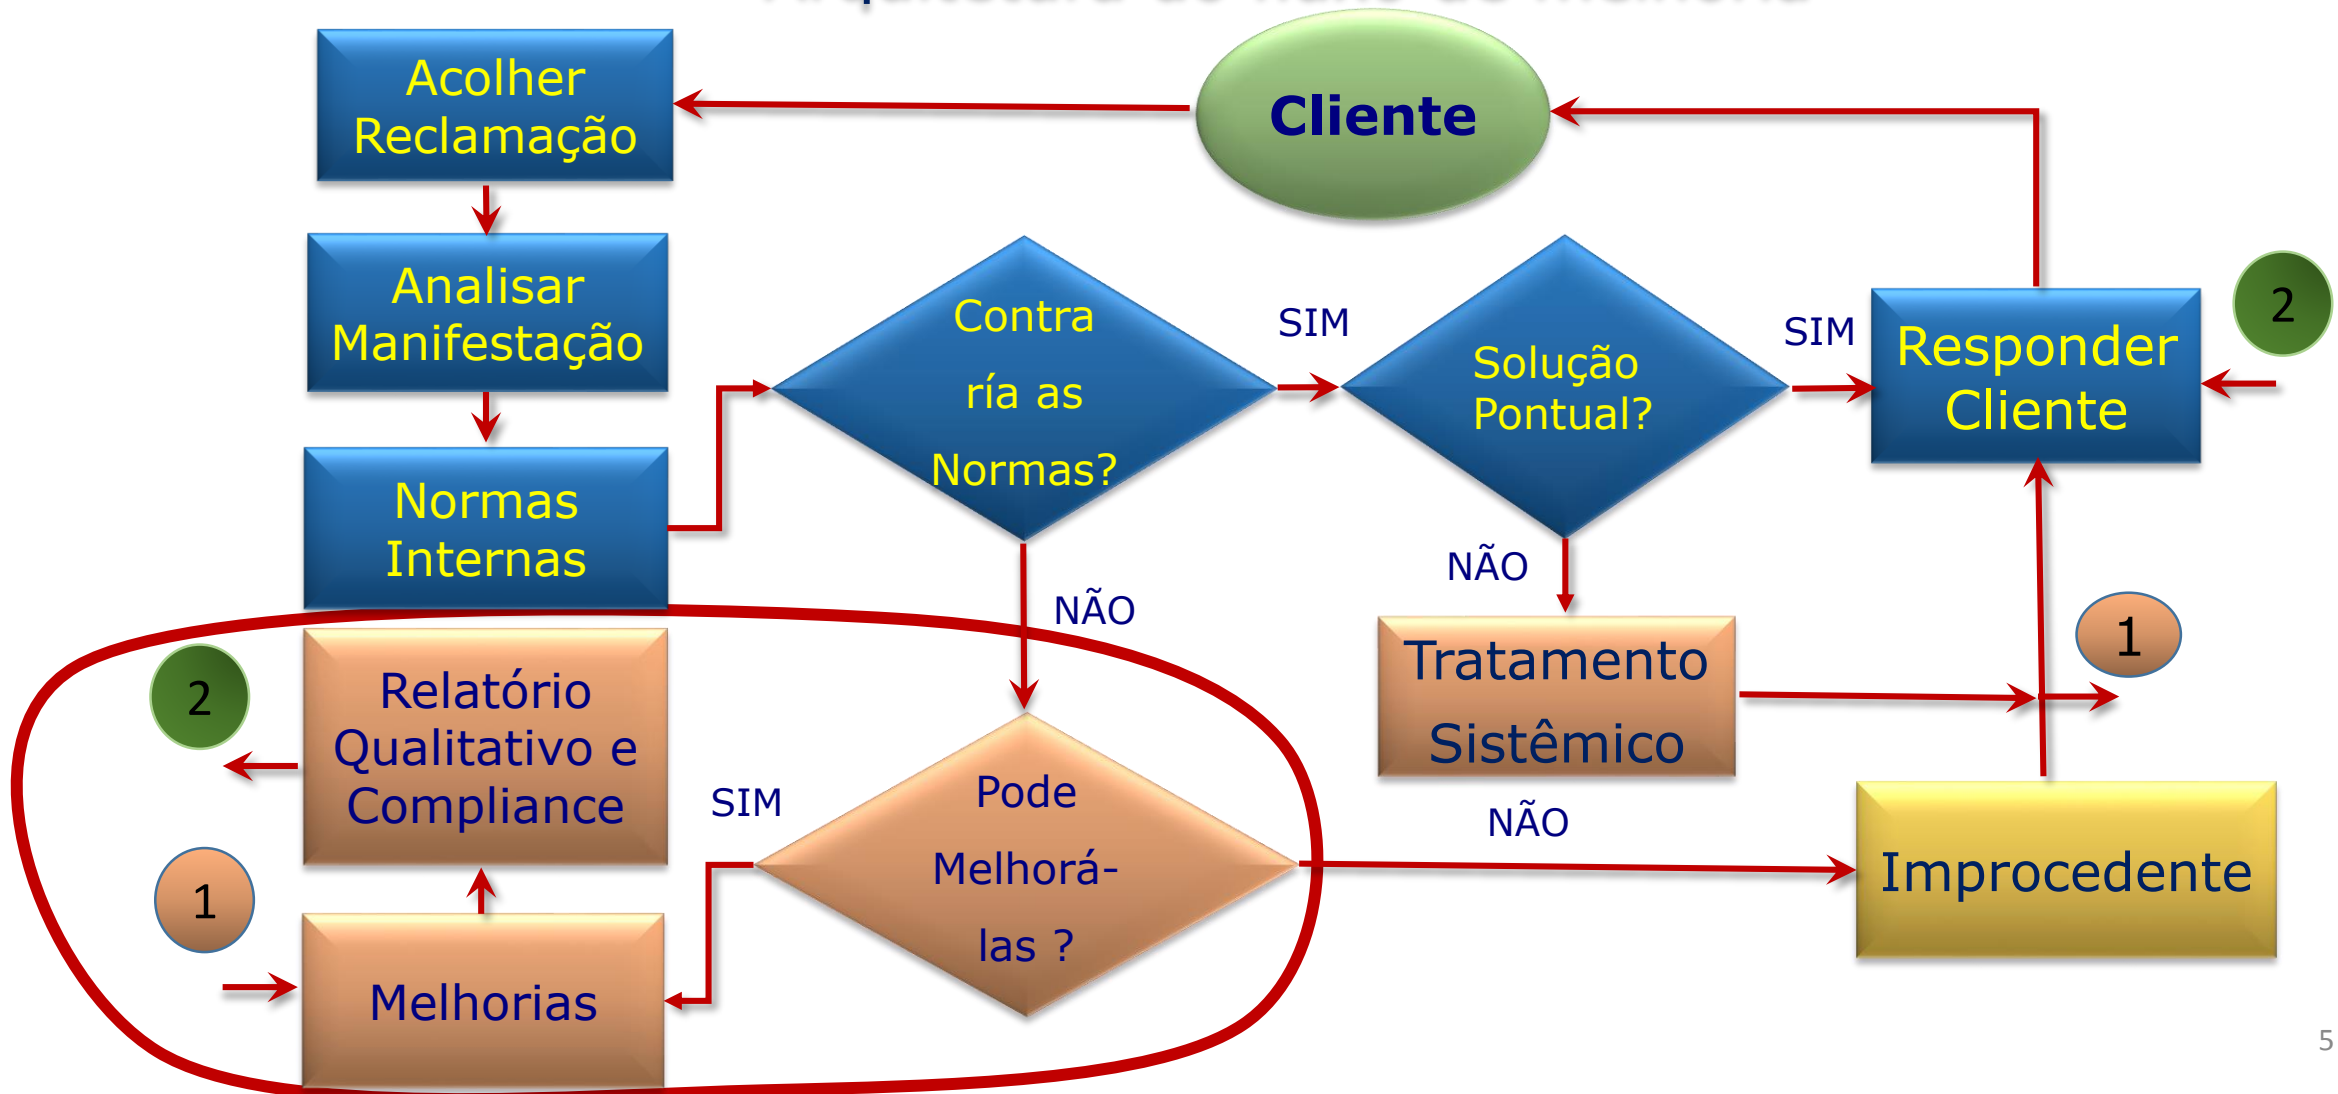 Acolher
Reclamação
Cliente
Analisar
Manifestação
Contra
ría as
Normas?
SIM
Solução
Pontual?
SIM
Responder
Cliente
2
Normas
Internas
NÃO
NÃO
Tratamento
Sistêmico
1
2
Relatório
Qualitativo e
Compliance
SIM
Pode
Melhorá-
las ?
NÃO
Improcedente
1
Melhorias
5